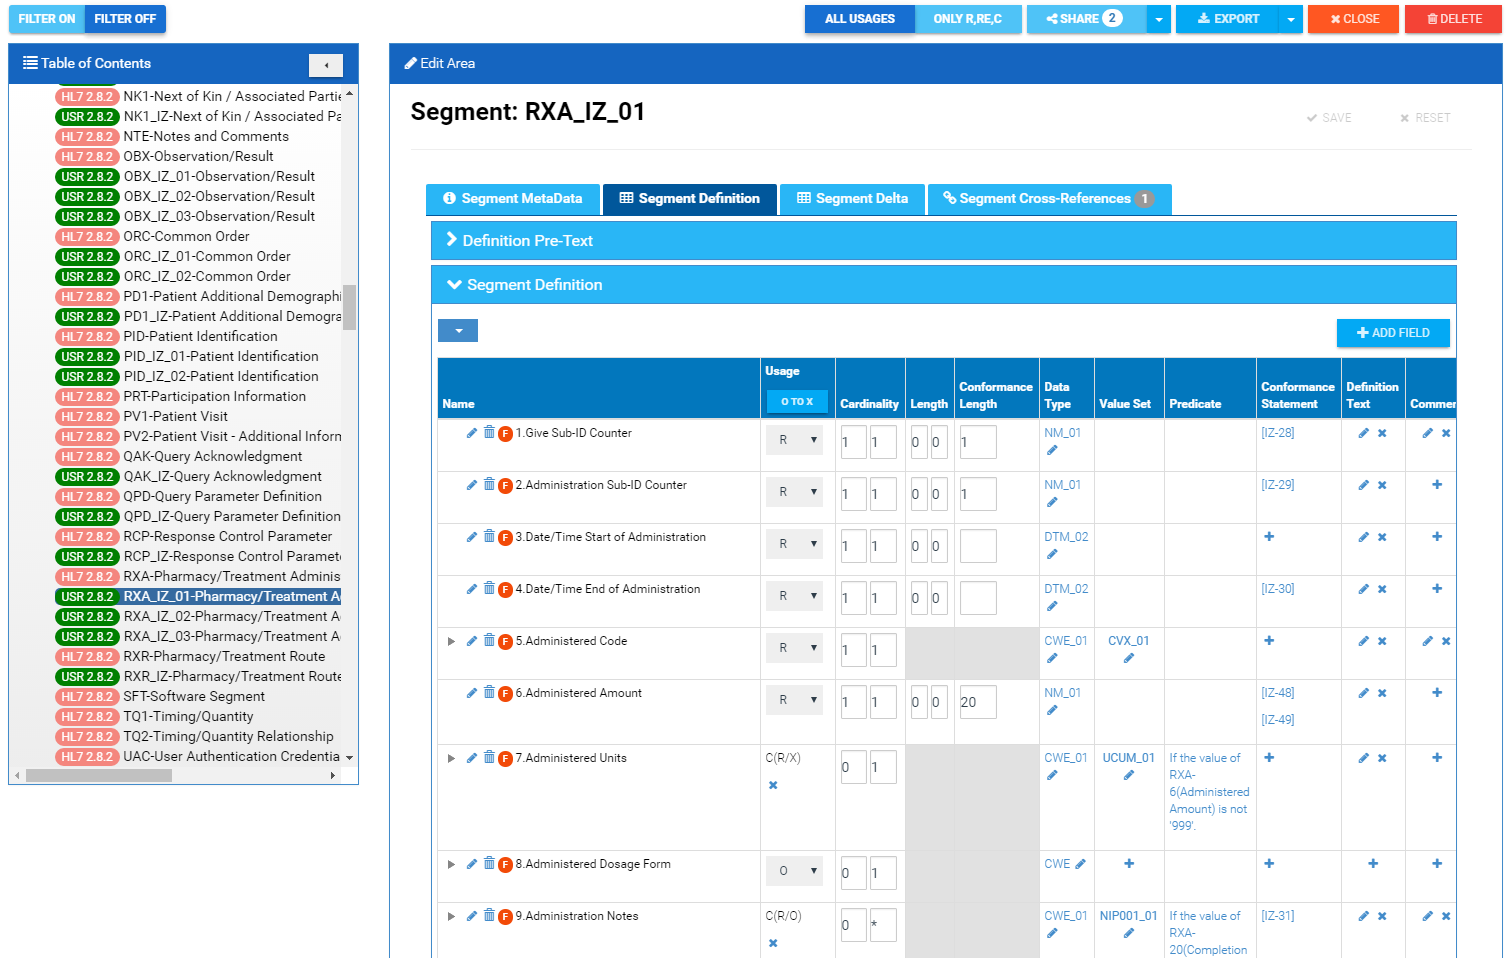 FILTER ON FILTER OFF ALL USAGES ONLY R,RE,C SHARE 2 EXPORT CLOSE DELETE
Table of Contents
HL7 2.8.2 NK1-Next of Kin / Associated Partie
USR 2.8.2 NK1_IZ-Next of Kin / Associated Pa
HL7 2.8.2 NTE-Notes and Comments
HL7 2.8.2 OBX-Observation/Result
USR 2.8.2 OBX_IZ_01-Observation/Result
USR 2.8.2 OBX_IZ_02-Observation/Result
USR 2.8.2 OBX_IZ_03-Observation/Result
HL7 2.8.2 ORC-Common Order
USR 2.8.2 ORC_IZ_01-Common Order
USR 2.8.2 ORC_IZ_02-Common Order
HL7 2.8.2 PD1-Patient Additional Demographi
USR 2.8.2 PD1_IZ-Patient Additional Demogra
HL7 2.8.2 PID-Patient Identification
USR 2.8.2 PID_IZ_01-Patient Identification
USR 2.8.2 PID_IZ_02-Patient Identification
HL7 2.8.2 PRT-Participation Information
HL7 2.8.2 PV1-Patient Visit
HL7 2.8.2 PV2-Patient Visit - Additional Inforn
HL7 2.8.2 QAK-Query Acknowledgment
USR 2.8.2 QAK_IZ-Query Acknowledgment
HL7 2.8.2 QPD-Query Parameter Definition
USR 2.8.2 QPD_IZ-Query Parameter Definition
HL7 2.8.2 RCP-Response Control Parameter
USR 2.8.2 RCP_IZ-Response Control Paramet
HL7 2.8.2 RXA-Pharmacy/Treatment Adminis
USR 2.8.2 RXA_IZ_01-Pharmacy/Treatment A
USR 2.8.2 RXA_IZ_02-Pharmacy/Treatment A
USR 2.8.2 RXA_IZ_03-Pharmacy/Treatment A
HL7 2.8.2 RXR-Pharmacy/Treatment Route
USR 2.8.2 RXR_IZ-Pharmacy/Treatment Route
HL7 2.8.2 SFT-Software Segment
HL7 2.8.2 TQ1-Timing/Quantity
HL7 2.8.2 TQ2-Timing/Quantity Relationship
HL7 2.8.2 UAC-User Authentication Credentia
Edit Area
Segment: RXA_IZ_01
SAVE RESET
Segment MetaData Segment Definition Segment Delta Segment Cross-References 1
Definition Pre-Text
Segment Definition
ADD FIELD
Name
Usage
O TO X
Cardinality
Length
Conformance
Length
Data
Type
Value Set
Predicate
Conformance
Statement
Definition
Text
Commer
F 1.Give Sub-ID Counter R 1 1 0 0 1 NM_01 [IZ-28]
F 2.Administration Sub-ID Counter R 1 1 0 0 1 NM_01 [IZ-29]
F 3.Date/Time Start of Administration R 1 1 0 0 DTM_02
F 4.Date/Time End of Administration R 1 1 0 0 DTM_02 [IZ-30]
F 5.Administered Code R 1 1 CWE_01 CVX_01
F 6.Administered Amount R 1 1 0 0 20 NM_01 [IZ-48]
[IZ-49]
F 7.Administered Units C(R/X) 0 1 CWE_01 UCUM_01 If the value of
RXA-
6(Administered
Amount) is not
'999'.
F 8.Administered Dosage Form O 0 1 CWE
F 9.Administration Notes C(R/O) 0 * CWE_01 NIP001_01 If the value of [IZ-31]
RXA-
20(Completion